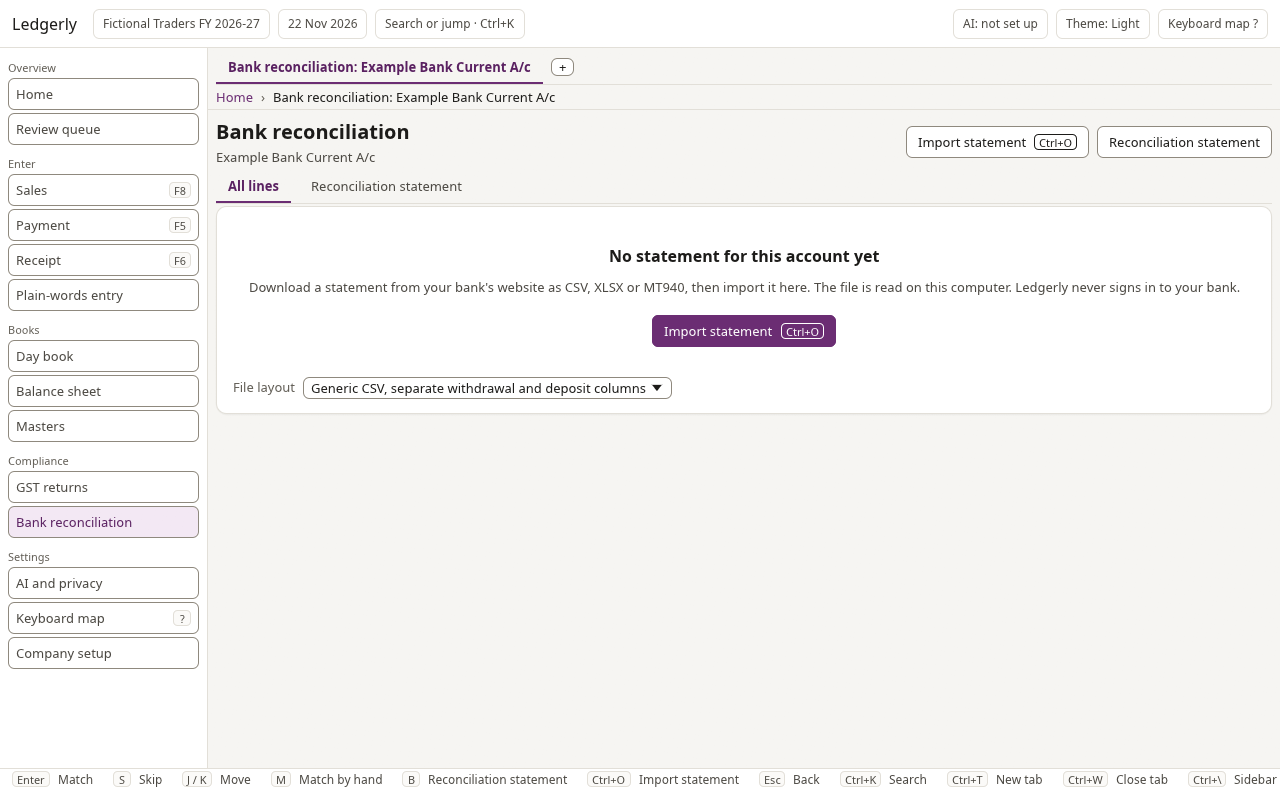 Ledgerly
Fictional Traders FY 2026-27
22 Nov 2026
Search or jump · Ctrl+K
AI: not set up
Theme: Light
Keyboard map ?
Overview
Home
Review queue
Enter
Sales F8
Payment F5
Receipt F6
Plain-words entry
Books
Day book
Balance sheet
Masters
Compliance
GST returns
Bank reconciliation
Settings
AI and privacy
Keyboard map ?
Company setup
Bank reconciliation: Example Bank Current A/c +
Home › Bank reconciliation: Example Bank Current A/c
Bank reconciliation
Example Bank Current A/c
Import statement Ctrl+O
Reconciliation statement
All lines Reconciliation statement
No statement for this account yet
Download a statement from your bank's website as CSV, XLSX or MT940, then import it here. The file is read on this computer. Ledgerly never signs in to your bank.
Import statement Ctrl+O
File layout Generic CSV, separate withdrawal and deposit columns
Enter Match S Skip J / K Move M Match by hand B Reconciliation statement Ctrl+O Import statement Esc Back Ctrl+K Search Ctrl+T New tab Ctrl+W Close tab Ctrl+\ Sidebar